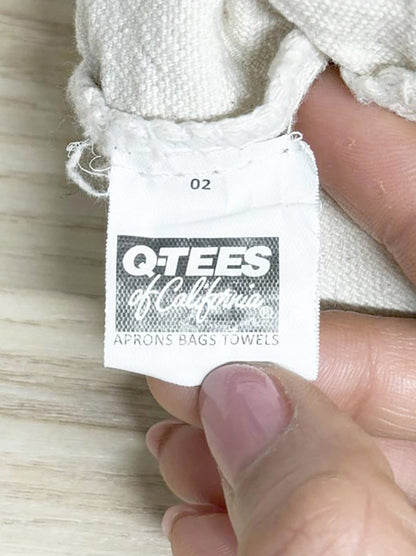 02
Q-TEES
of California®
APRONS BAGS TOWELS